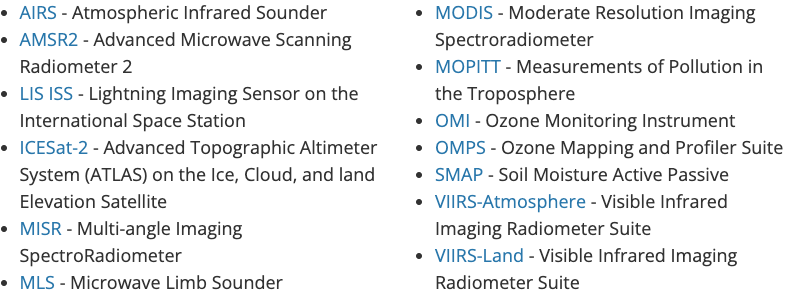 AIRS - Atmospheric Infrared Sounder
AMSR2 - Advanced Microwave Scanning
Radiometer 2
LIS ISS - Lightning Imaging Sensor on the
International Space Station
ICESat-2 - Advanced Topographic Altimeter
System (ATLAS) on the Ice, Cloud, and land
Elevation Satellite
MISR - Multi-angle Imaging
SpectroRadiometer
MLS - Microwave Limb Sounder
MODIS - Moderate Resolution Imaging
Spectroradiometer
MOPITT - Measurements of Pollution in
the Troposphere
OMI - Ozone Monitoring Instrument
OMPS - Ozone Mapping and Profiler Suite
SMAP - Soil Moisture Active Passive
VIIRS-Atmosphere - Visible Infrared
Imaging Radiometer Suite
VIIRS-Land - Visible Infrared Imaging
Radiometer Suite